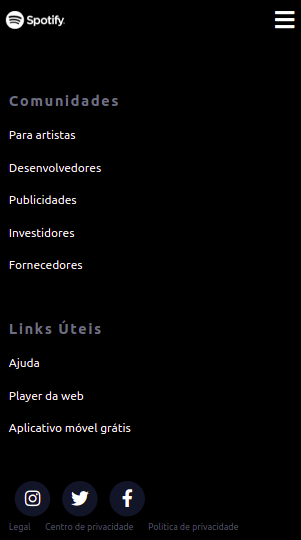 Spotify
Comunidades
Para artistas
Desenvolvedores
Publicidades
Investidores
Fornecedores
Links Úteis
Ajuda
Player da web
Aplicativo móvel grátis
Legal Centro de privacidade Politica de privacidade